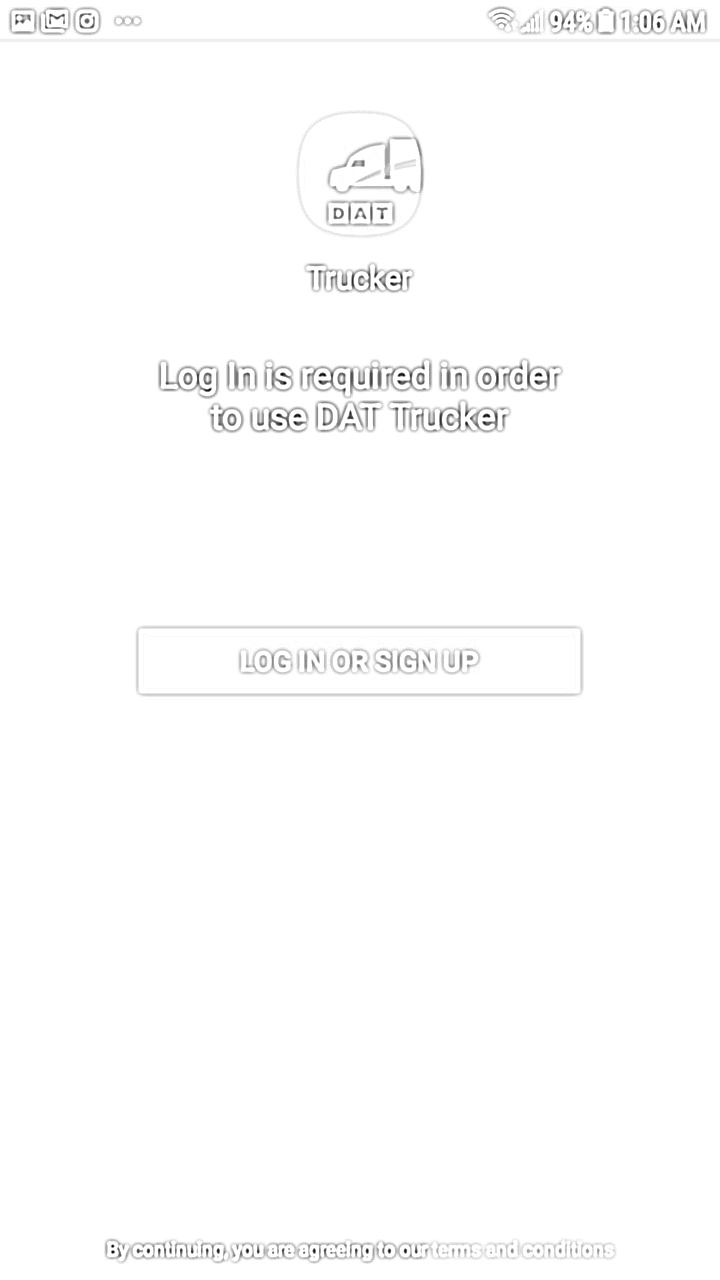 94% 1:06 AM
DAT
Trucker
Log In is required in order
to use DAT Trucker
LOG IN OR SIGN UP
By continuing, you are agreeing to our terms and conditions